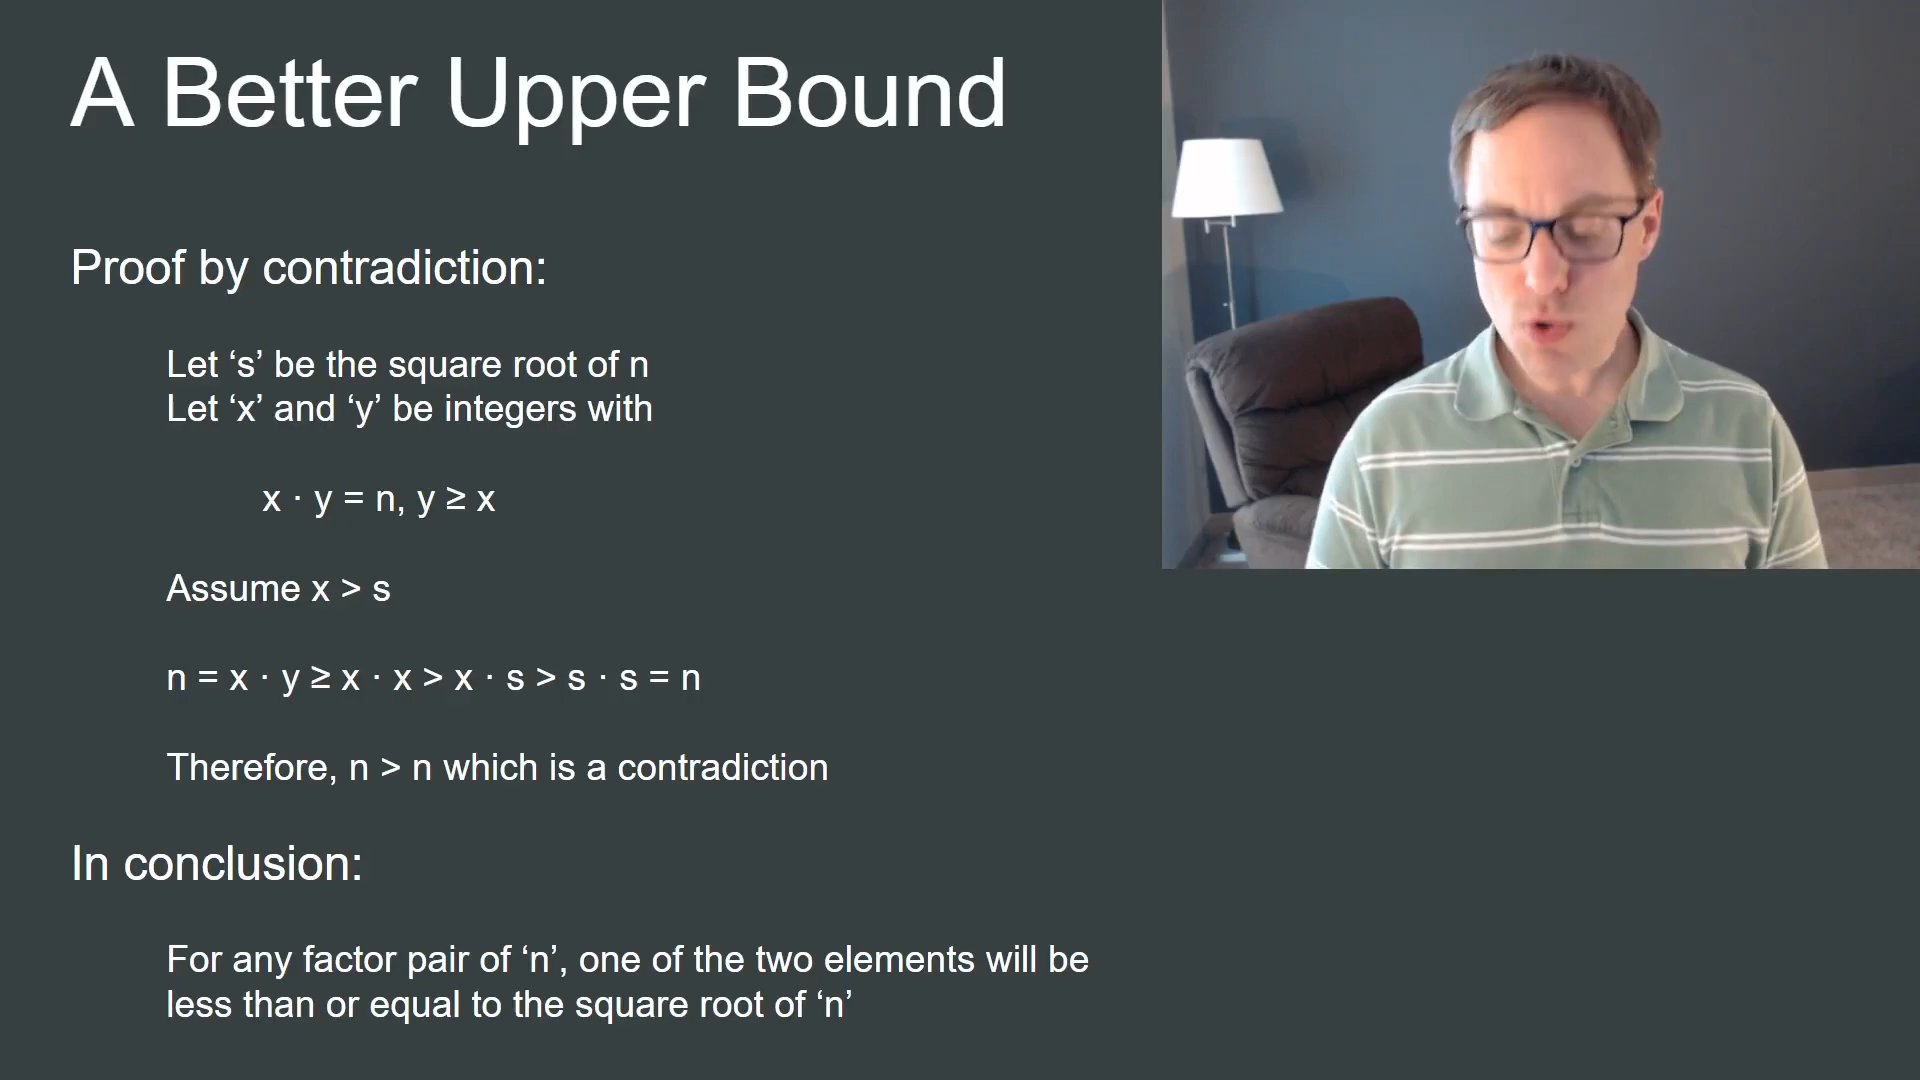 A Better Upper Bound
Proof by contradiction:
Let ‘s’ be the square root of n
Let ‘x’ and ‘y’ be integers with
x · y = n, y ≥ x
Assume x > s
n = x · y ≥ x · x > x · s > s · s = n
Therefore, n > n which is a contradiction
In conclusion:
For any factor pair of ‘n’, one of the two elements will be
less than or equal to the square root of ‘n’